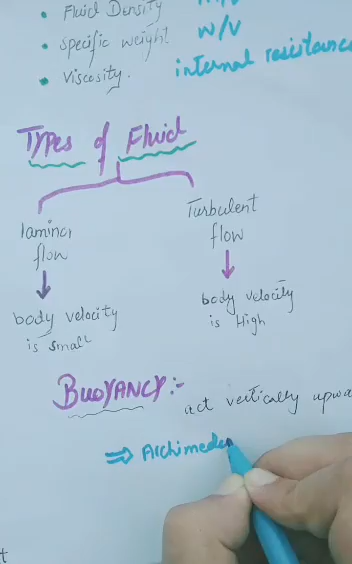 • Fluid Density
• Specific weight W/V
• Viscosity. internal resistance
Types of Fluid
laminar flow
Turbulent flow
body velocity is small
body velocity is High
BUOYANCY :-
act vertically upwa
⇒ Archimedes